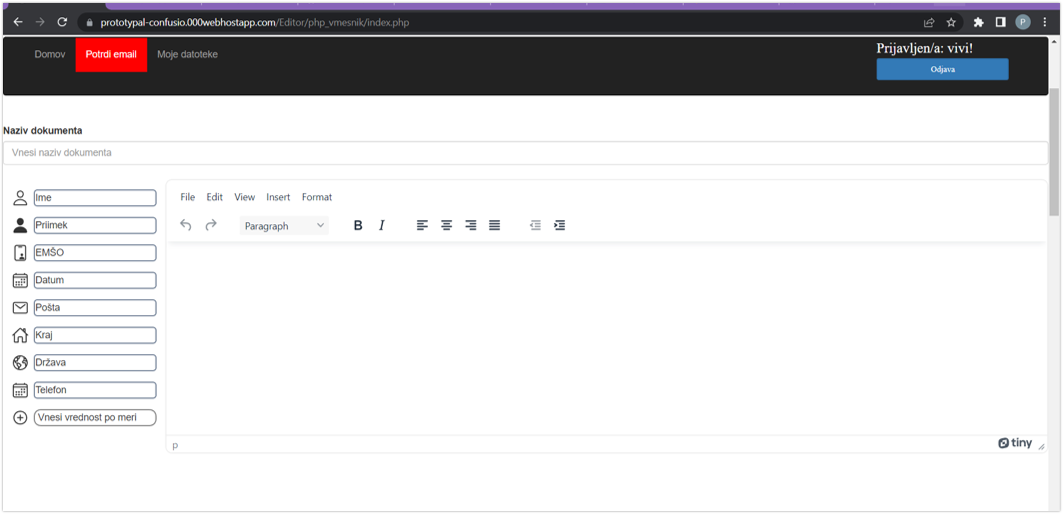 prototypal-confusio.000webhostapp.com/Editor/php_vmesnik/index.php
P
Domov Potrdi email Moje datoteke
Prijavljen/a: vivi!
Odjava
Naziv dokumenta
Vnesi naziv dokumenta
Ime
Priimek
EMŠO
Datum
Pošta
Kraj
Država
Telefon
Vnesi vrednost po meri
File Edit View Insert Format
Paragraph B I
p
tiny